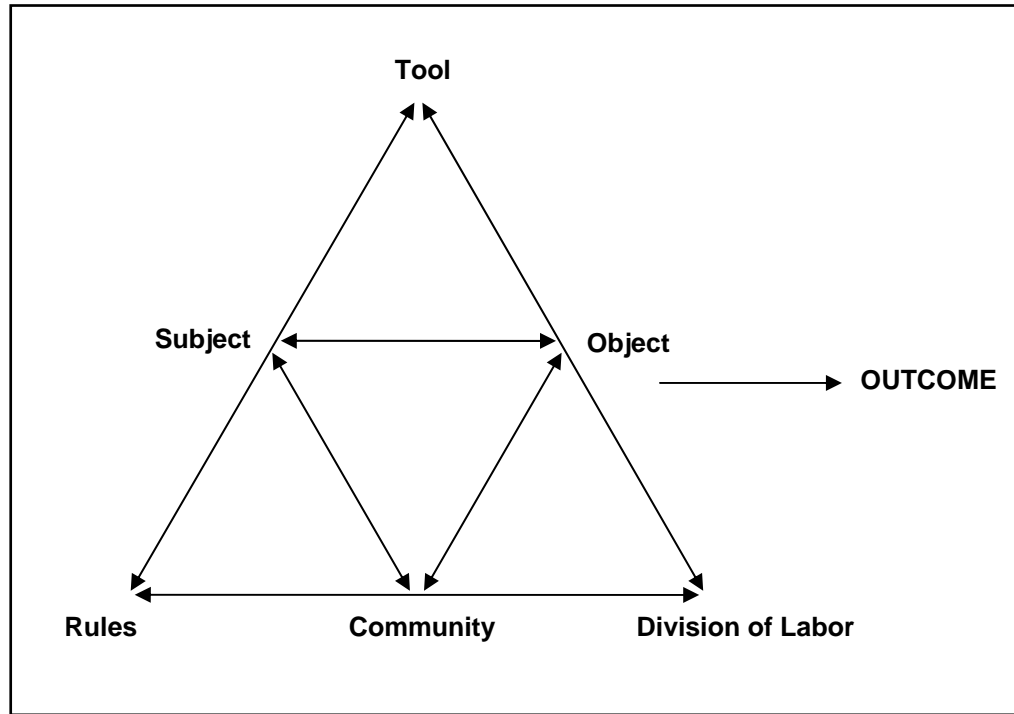 Tool
Subject
Object
OUTCOME
Rules
Community
Division of Labor